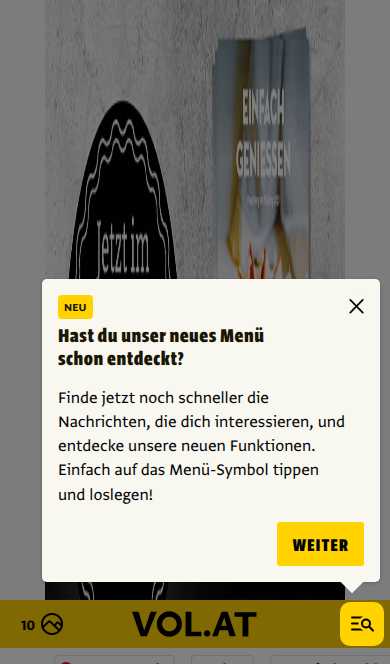 EINFACH
GENIESSEN
Jetzt im
NEU
Hast du unser neues Menü
schon entdeckt?
Finde jetzt noch schneller die
Nachrichten, die dich interessieren, und
entdecke unsere neuen Funktionen.
Einfach auf das Menü-Symbol tippen
und loslegen!
WEITER
10
VOL.AT